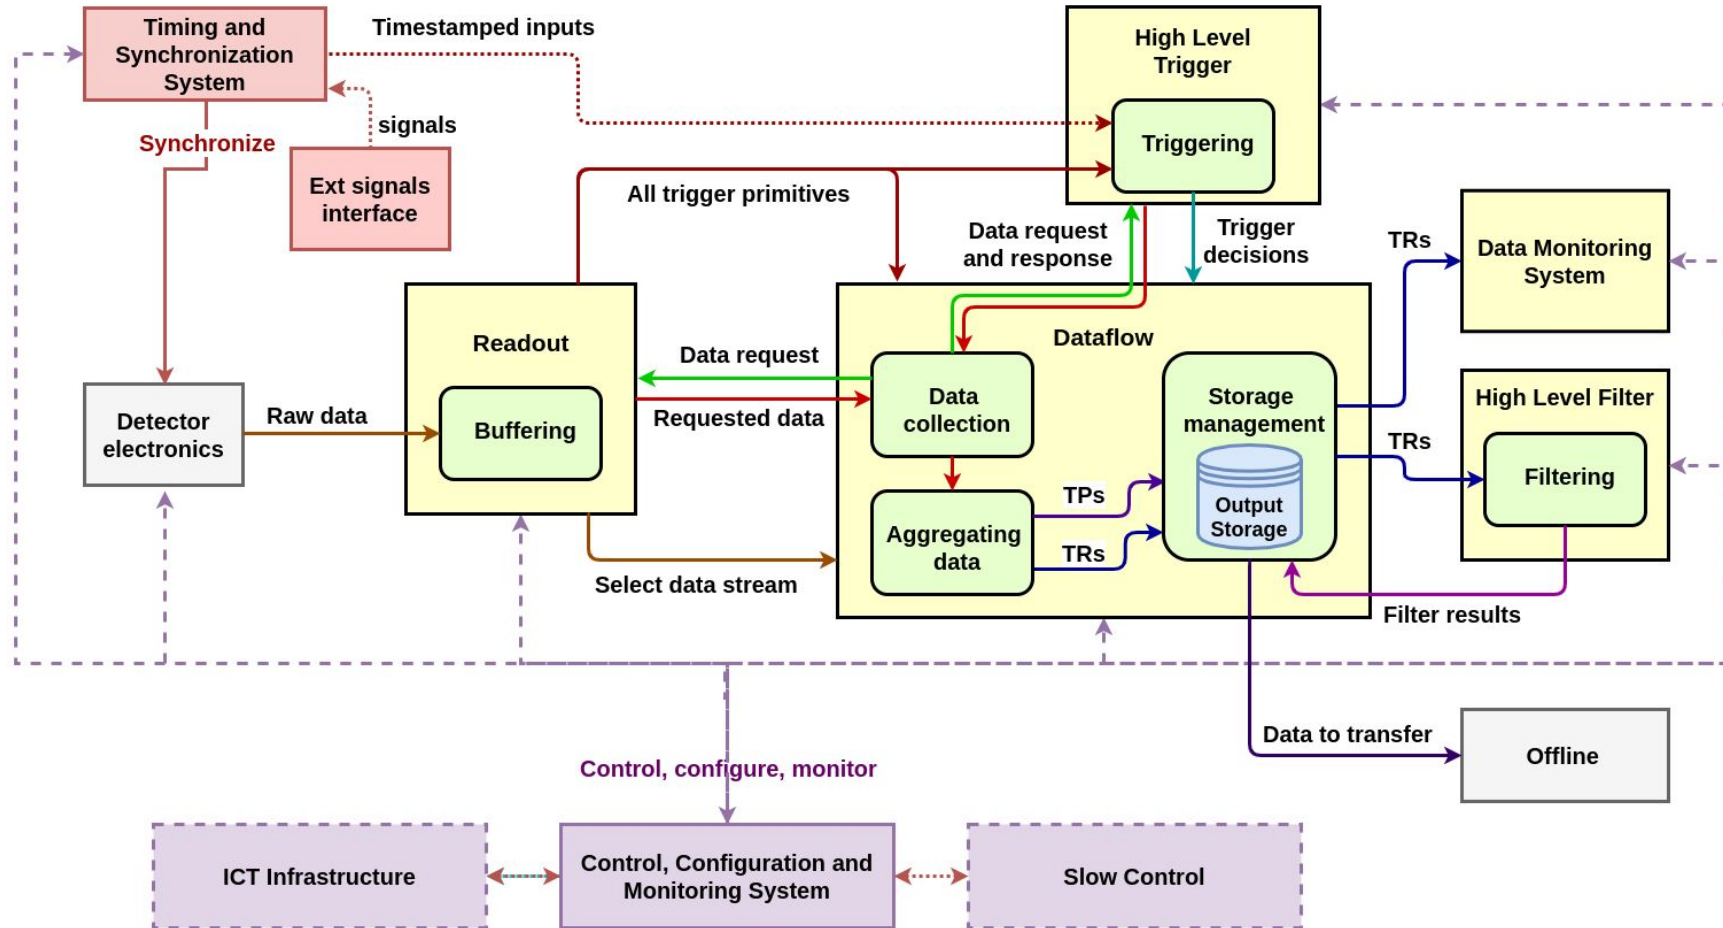 Timing and
Synchronization
System
Timestamped inputs
High Level
Trigger
signals
Synchronize
Triggering
Ext signals
interface
All trigger primitives
Data request
and response
Trigger
decisions
TRs
Data Monitoring
System
Readout
Dataflow
Data request
Data
collection
Storage
management
High Level Filter
Detector
electronics
Raw data
Buffering
Requested data
TRs
Filtering
TPs
Output
Storage
Aggregating
data
TRs
Select data stream
Filter results
Data to transfer
Offline
Control, configure, monitor
ICT Infrastructure
Control, Configuration and
Monitoring System
Slow Control